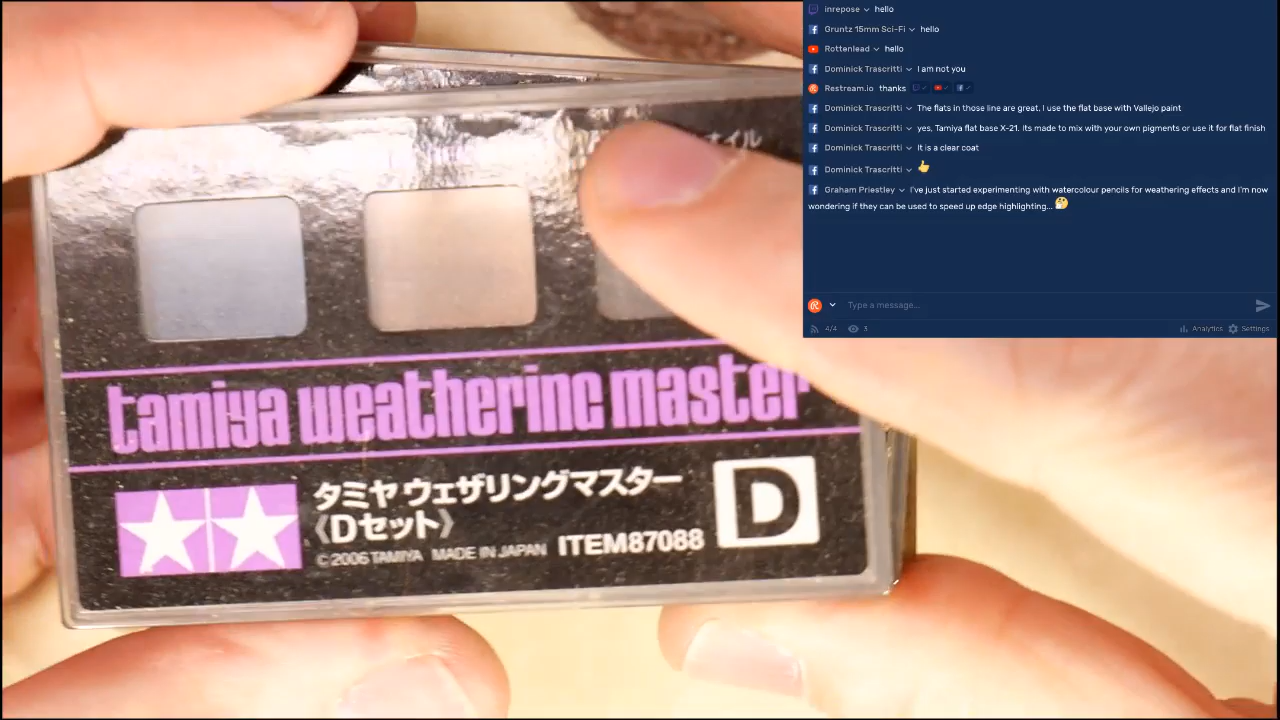 inrepose hello
Gruntz 15mm Sci-Fi hello
Rottenlead hello
Dominick Trascritti I am not you
Restream.io thanks
Dominick Trascritti The flats in those line are great, I use the flat base with Vallejo paint
Dominick Trascritti yes, Tamiya flat base X-21. Its made to mix with your own pigments or use it for flat finish
Dominick Trascritti It is a clear coat
Dominick Trascritti 👍
Graham Priestley I've just started experimenting with watercolour pencils for weathering effects and I'm now
wondering if they can be used to speed up edge highlighting... 🤔
Type a message...
4/4 3 Analytics Settings
オイル
tamiya weathering master
タミヤ ウェザリングマスター
《Dセット》
D
©2006 TAMIYA MADE IN JAPAN ITEM87088